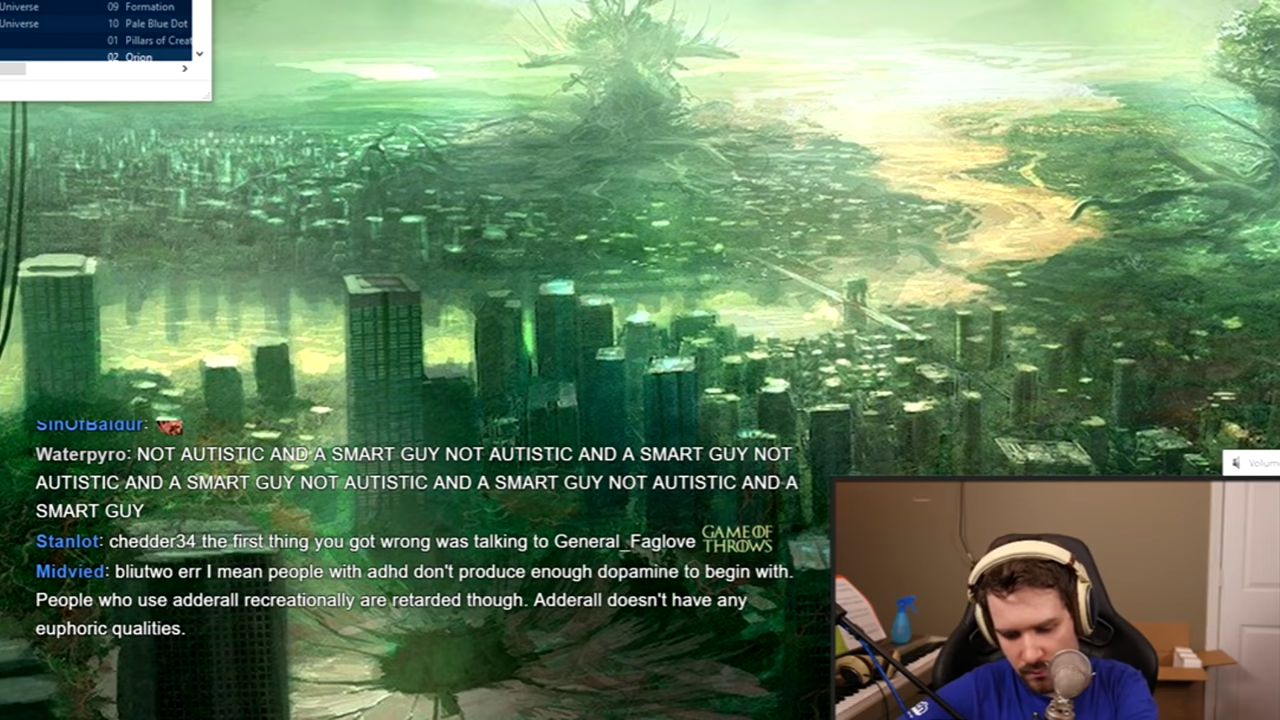 Universe 09 Formation
Universe 10 Pale Blue Dot
01 Pillars of Creat
02 Orion
SinOfBaldur:
Waterpyro: NOT AUTISTIC AND A SMART GUY NOT AUTISTIC AND A SMART GUY NOT
AUTISTIC AND A SMART GUY NOT AUTISTIC AND A SMART GUY NOT AUTISTIC AND A
SMART GUY
Stanlot: chedder34 the first thing you got wrong was talking to General_Faglove GAME OF THROWS
Midvied: bliutwo err I mean people with adhd don't produce enough dopamine to begin with.
People who use adderall recreationally are retarded though. Adderall doesn't have any
euphoric qualities.
Volum